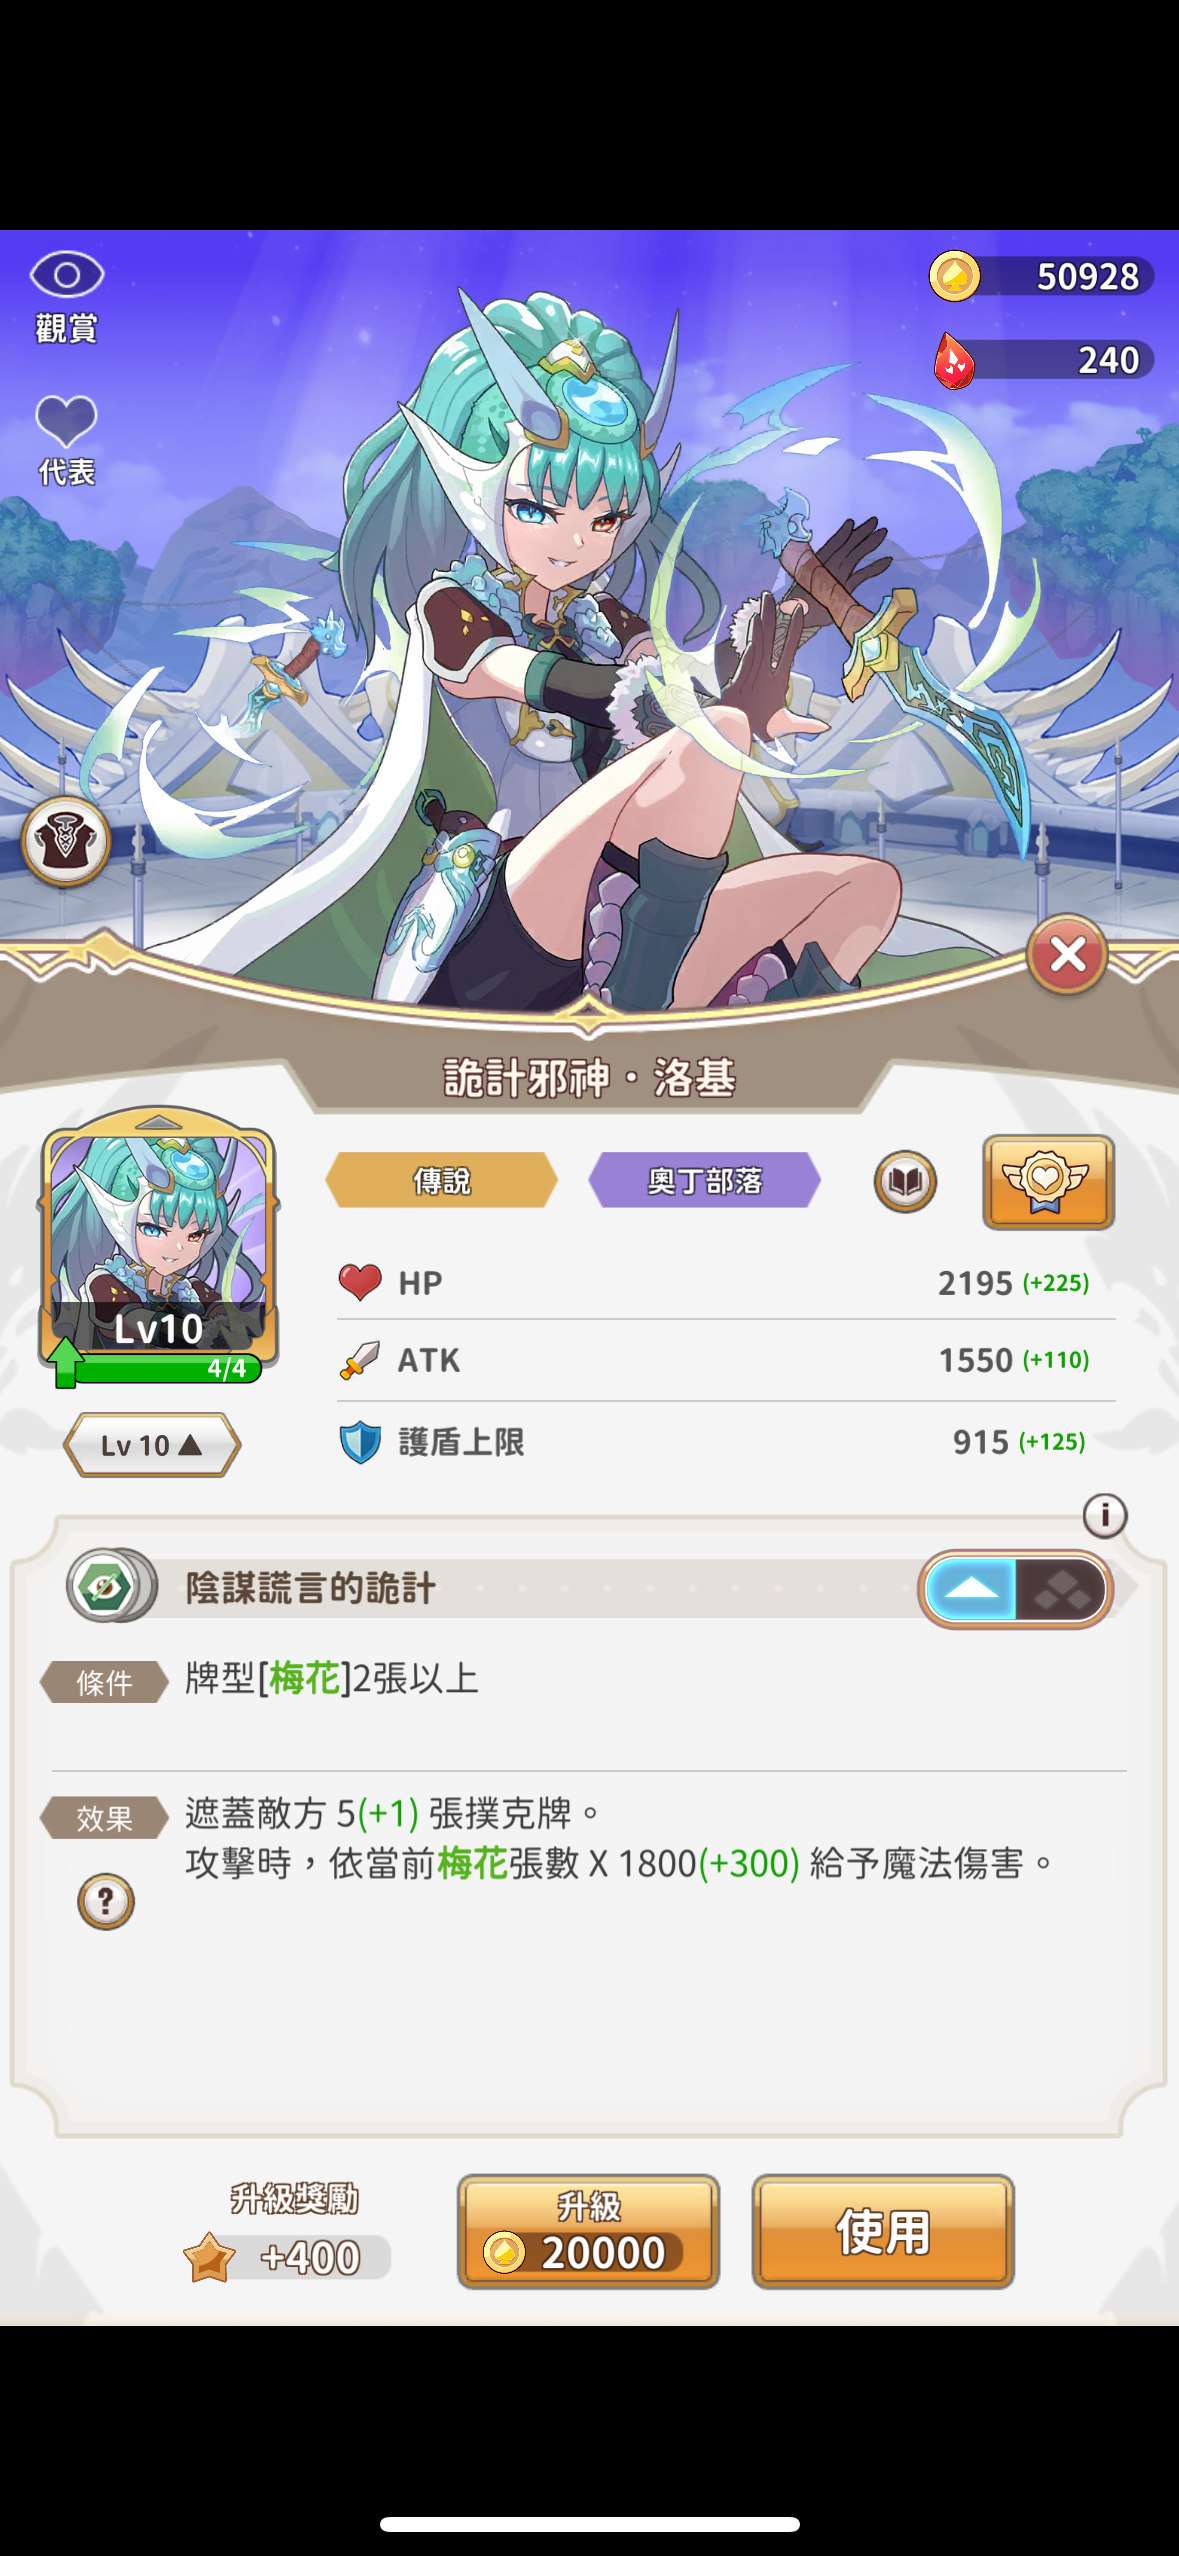 觀賞
50928
240
代表
詭計邪神·洛基
傳說
奧丁部落
HP
2195 (+225)
Lv10
4/4
ATK
1550 (+110)
Lv 10 ▲
護盾上限
915 (+125)
i
陰謀謊言的詭計
條件
牌型[梅花]2張以上
效果
遮蓋敵方 5(+1) 張撲克牌。
攻擊時,依當前梅花張數 X 1800(+300) 給予魔法傷害。
?
升級獎勵
+400
升級
20000
使用